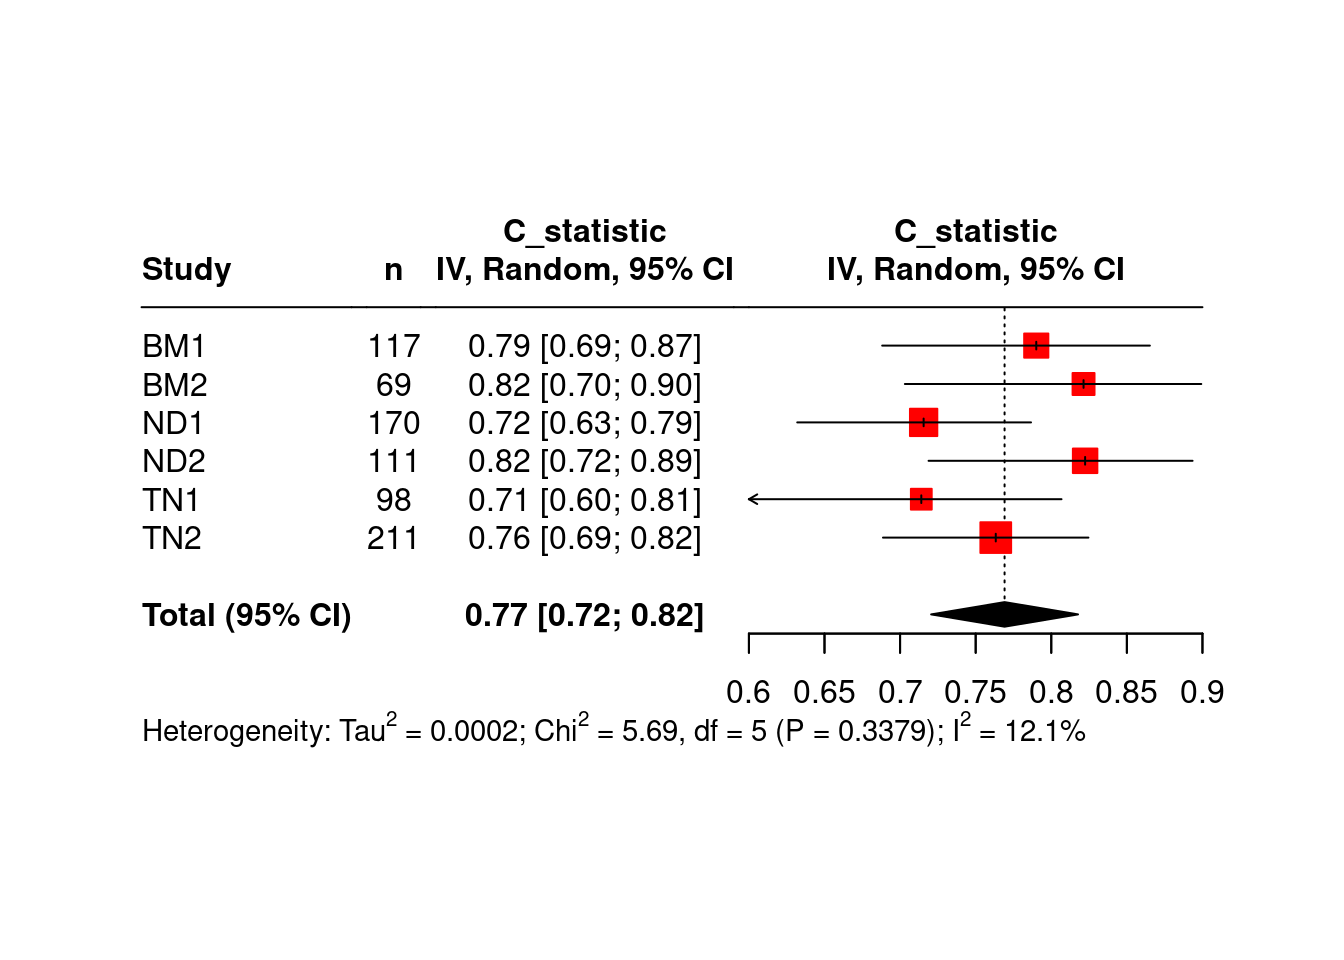 C_statistic C_statistic
Study n IV, Random, 95% CI IV, Random, 95% CI
BM1 117 0.79 [0.69; 0.87]
BM2 69 0.82 [0.70; 0.90]
ND1 170 0.72 [0.63; 0.79]
ND2 111 0.82 [0.72; 0.89]
TN1 98 0.71 [0.60; 0.81]
TN2 211 0.76 [0.69; 0.82]
Total (95% CI) 0.77 [0.72; 0.82]
0.6 0.65 0.7 0.75 0.8 0.85 0.9
Heterogeneity: Tau² = 0.0002; Chi² = 5.69, df = 5 (P = 0.3379); I² = 12.1%